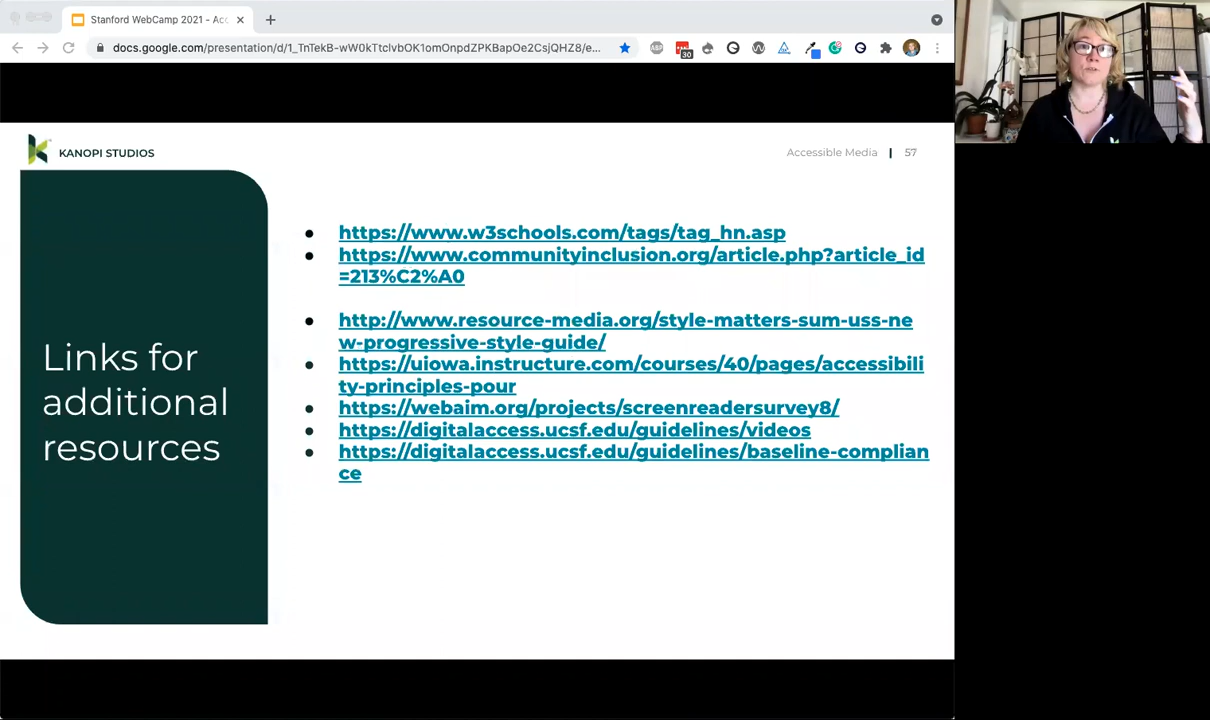 Stanford WebCamp 2021 - Acc
docs.google.com/presentation/d/1_TnTekB-wW0kTtclvbOK1omOnpdZPKBapOe2CsjQHZ8/e...
30
KANOPI STUDIOS
Accessible Media | 57
Links for
additional
resources
https://www.w3schools.com/tags/tag_hn.asp
https://www.communityinclusion.org/article.php?article_id
=213%C2%A0
http://www.resource-media.org/style-matters-sum-uss-ne
w-progressive-style-guide/
https://uiowa.instructure.com/courses/40/pages/accessibili
ty-principles-pour
https://webaim.org/projects/screenreadersurvey8/
https://digitalaccess.ucsf.edu/guidelines/videos
https://digitalaccess.ucsf.edu/guidelines/baseline-complian
ce